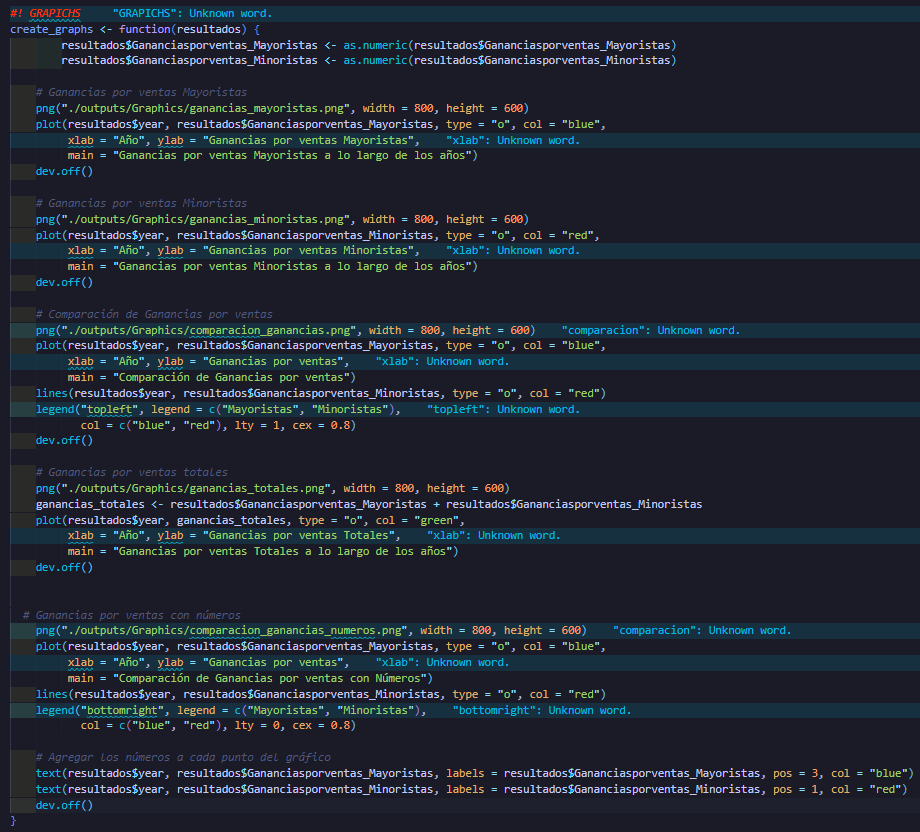 #! GRAPICHS     "GRAPICHS": Unknown word.
create_graphs <- function(resultados) {
        resultados$Gananciasporventas_Mayoristas <- as.numeric(resultados$Gananciasporventas_Mayoristas)
        resultados$Gananciasporventas_Minoristas <- as.numeric(resultados$Gananciasporventas_Minoristas)
    # Ganancias por ventas Mayoristas
    png("./outputs/Graphics/ganancias_mayoristas.png", width = 800, height = 600)
    plot(resultados$year, resultados$Gananciasporventas_Mayoristas, type = "o", col = "blue",
         xlab = "Año", ylab = "Ganancias por ventas Mayoristas",    "xlab": Unknown word.
         main = "Ganancias por ventas Mayoristas a lo largo de los años")
    dev.off()
    # Ganancias por ventas Minoristas
    png("./outputs/Graphics/ganancias_minoristas.png", width = 800, height = 600)
    plot(resultados$year, resultados$Gananciasporventas_Minoristas, type = "o", col = "red",
         xlab = "Año", ylab = "Ganancias por ventas Minoristas",    "xlab": Unknown word.
         main = "Ganancias por ventas Minoristas a lo largo de los años")
    dev.off()
    # Comparación de Ganancias por ventas
    png("./outputs/Graphics/comparacion_ganancias.png", width = 800, height = 600)    "comparacion": Unknown word.
    plot(resultados$year, resultados$Gananciasporventas_Mayoristas, type = "o", col = "blue",
         xlab = "Año", ylab = "Ganancias por ventas",    "xlab": Unknown word.
         main = "Comparación de Ganancias por ventas")
    lines(resultados$year, resultados$Gananciasporventas_Minoristas, type = "o", col = "red")
    legend("topleft", legend = c("Mayoristas", "Minoristas"),    "topleft": Unknown word.
           col = c("blue", "red"), lty = 1, cex = 0.8)
    dev.off()
    # Ganancias por ventas totales
    png("./outputs/Graphics/ganancias_totales.png", width = 800, height = 600)
    ganancias_totales <- resultados$Gananciasporventas_Mayoristas + resultados$Gananciasporventas_Minoristas
    plot(resultados$year, ganancias_totales, type = "o", col = "green",
         xlab = "Año", ylab = "Ganancias por ventas Totales",    "xlab": Unknown word.
         main = "Ganancias por ventas Totales a lo largo de los años")
    dev.off()
  # Ganancias por ventas con números
    png("./outputs/Graphics/comparacion_ganancias_numeros.png", width = 800, height = 600)    "comparacion": Unknown word.
    plot(resultados$year, resultados$Gananciasporventas_Mayoristas, type = "o", col = "blue",
         xlab = "Año", ylab = "Ganancias por ventas",    "xlab": Unknown word.
         main = "Comparación de Ganancias por ventas con Números")
    lines(resultados$year, resultados$Gananciasporventas_Minoristas, type = "o", col = "red")
    legend("bottomright", legend = c("Mayoristas", "Minoristas"),    "bottomright": Unknown word.
           col = c("blue", "red"), lty = 0, cex = 0.8)
    # Agregar los números a cada punto del gráfico
    text(resultados$year, resultados$Gananciasporventas_Mayoristas, labels = resultados$Gananciasporventas_Mayoristas, pos = 3, col = "blue")
    text(resultados$year, resultados$Gananciasporventas_Minoristas, labels = resultados$Gananciasporventas_Minoristas, pos = 1, col = "red")
    dev.off()
}